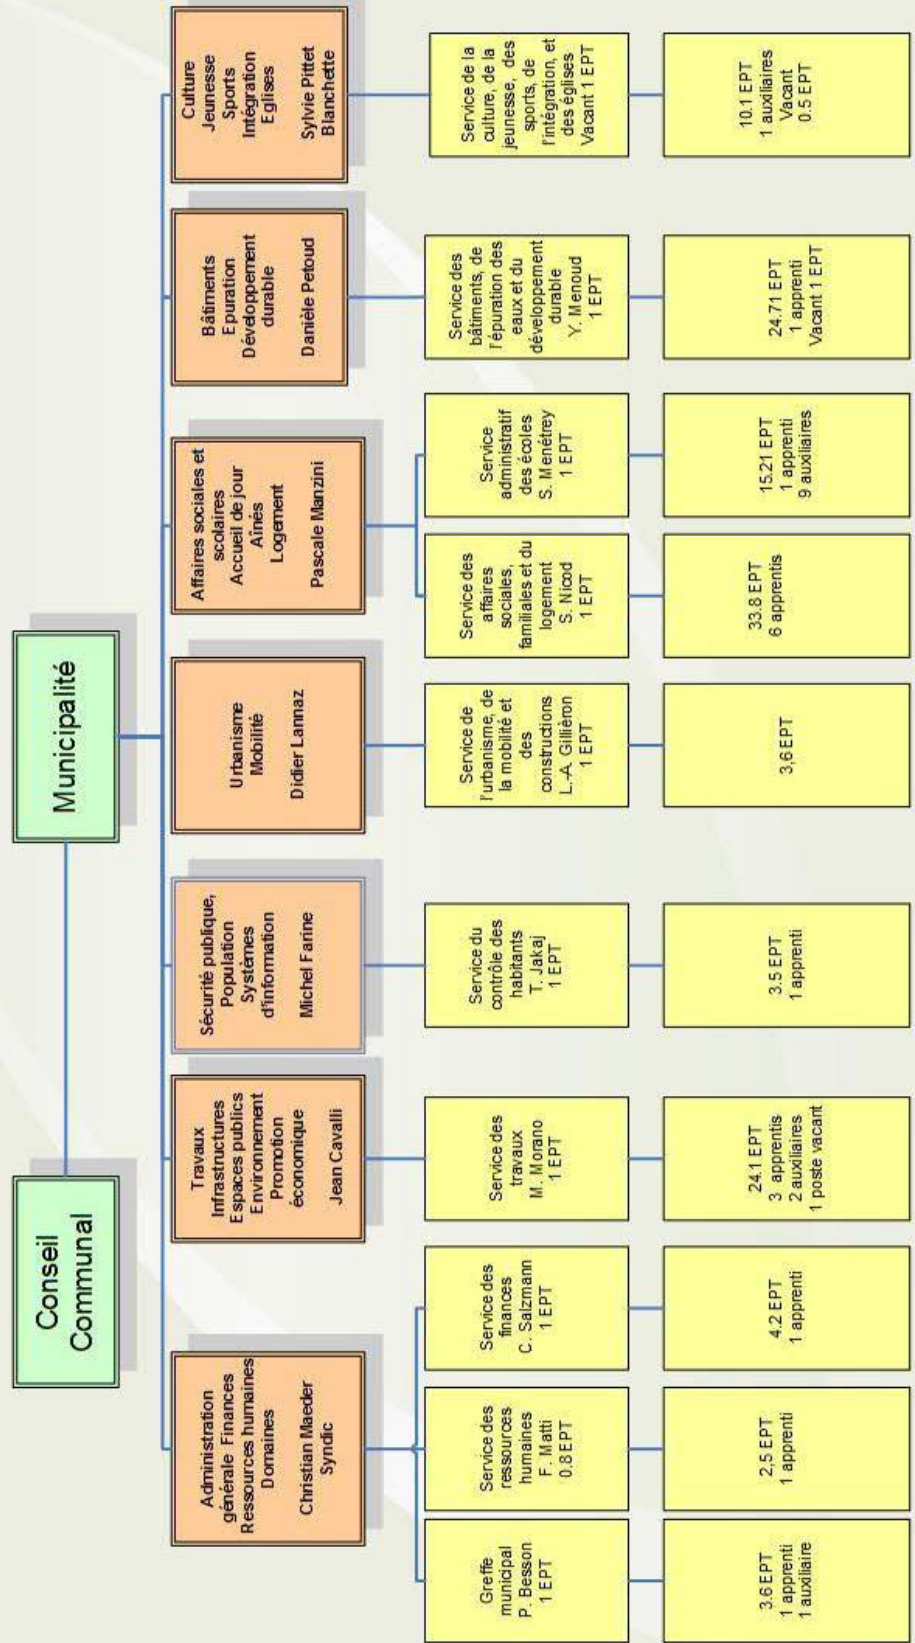 Conseil
Communal
Municipalité
Administration
générale Finances
Ressources humaines
Domaines
Christian Maeder
Syndic
Travaux
Infrastructures
Espaces publics
Environnement
Promotion
économique
Jean Cavalli
Sécurité publique,
Population
Systèmes
d'information
Michel Farine
Urbanisme
Mobilité
Didier Lannaz
Affaires sociales et
scolaires
Accueil de jour
Aînés
Logement
Pascale Manzini
Bâtiments
Epuration
Développement
durable
Danièle Petoud
Culture
Jeunesse
Sports
Intégration
Eglises
Sylvie Pittet
Blanchette
Greffe
municipal
P. Besson
1 EPT
Service des
ressources
humaines
F. Matti
0.8 EPT
Service des
finances
C. Salzmann
1 EPT
Service des
travaux
M. Morano
1 EPT
Service du
contrôle des
habitants
T. Jakaj
1 EPT
Service de
l'urbanisme, de
la mobilité et
des
constructions
L.-A. Gilliéron
1 EPT
Service des
affaires
sociales,
familiales et du
logement
S. Nicod
1 EPT
Service
administratif
des écoles
S. Menétrey
1 EPT
Service des
bâtiments, de
l'épuration des
eaux et du
développement
durable
Y. Menoud
1 EPT
Service de la
culture, de la
jeunesse, des
sports, de
l'intégration, et
des églises
Vacant 1 EPT
3.6 EPT
1 apprenti
1 auxiliaire
2,5 EPT
1 apprenti
4.2 EPT
1 apprenti
24.1 EPT
3 apprentis
2 auxiliaires
1 poste vacant
3.5 EPT
1 apprenti
3,6 EPT
33.8 EPT
6 apprentis
15.21 EPT
1 apprenti
9 auxiliaires
24.71 EPT
1 apprenti
Vacant 1 EPT
10.1 EPT
1 auxiliaires
Vacant
0.5 EPT